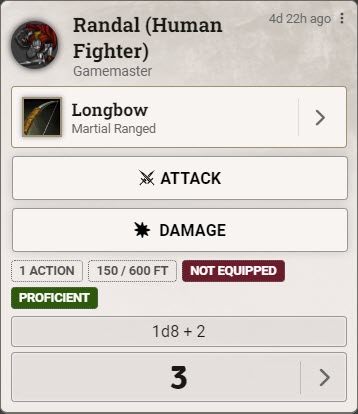 Randal (Human
Fighter)
4d 22h ago
Gamemaster
Longbow
Martial Ranged
ATTACK
DAMAGE
1 ACTION 150 / 600 FT NOT EQUIPPED
PROFICIENT
1d8 + 2
3